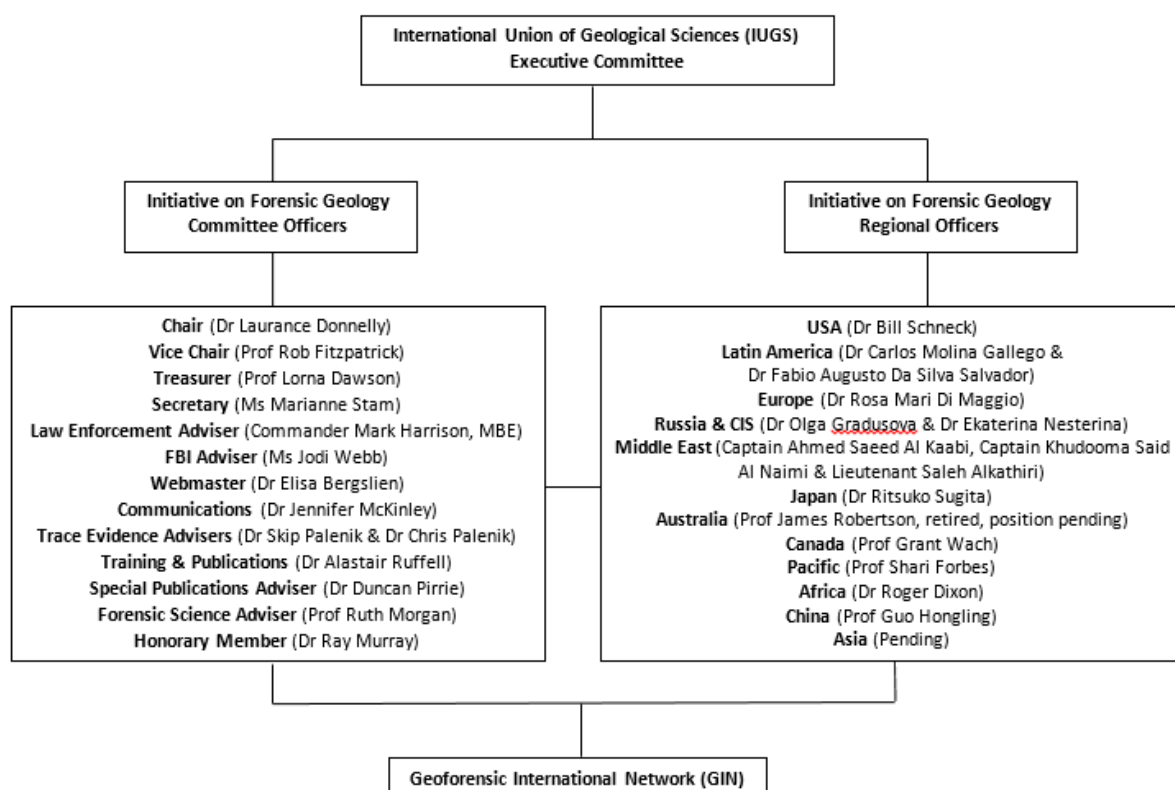 International Union of Geological Sciences (IUGS)
Executive Committee
Initiative on Forensic Geology
Committee Officers
Initiative on Forensic Geology
Regional Officers
Chair (Dr Laurance Donnelly)
Vice Chair (Prof Rob Fitzpatrick)
Treasurer (Prof Lorna Dawson)
Secretary (Ms Marianne Stam)
Law Enforcement Adviser (Commander Mark Harrison, MBE)
FBI Adviser (Ms Jodi Webb)
Webmaster (Dr Elisa Bergslien)
Communications (Dr Jennifer McKinley)
Trace Evidence Advisers (Dr Skip Palenik & Dr Chris Palenik)
Training & Publications (Dr Alastair Ruffell)
Special Publications Adviser (Dr Duncan Pirrie)
Forensic Science Adviser (Prof Ruth Morgan)
Honorary Member (Dr Ray Murray)
USA (Dr Bill Schneck)
Latin America (Dr Carlos Molina Gallego &
Dr Fabio Augusto Da Silva Salvador)
Europe (Dr Rosa Mari Di Maggio)
Russia & CIS (Dr Olga Gradusova & Dr Ekaterina Nesterina)
Middle East (Captain Ahmed Saeed Al Kaabi, Captain Khudooma Said
Al Naimi & Lieutenant Saleh Alkathiri)
Japan (Dr Ritsuko Sugita)
Australia (Prof James Robertson, retired, position pending)
Canada (Prof Grant Wach)
Pacific (Prof Shari Forbes)
Africa (Dr Roger Dixon)
China (Prof Guo Hongling)
Asia (Pending)
Geoforensic International Network (GIN)